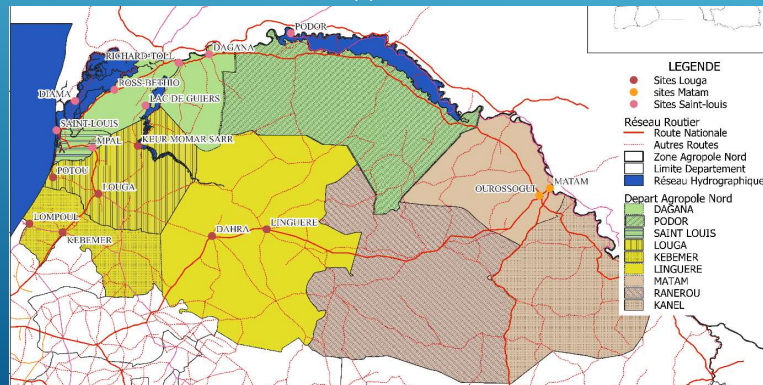 PODOR
DAGANA
RICHARD-TOLL
ROSS-BETHIO
DIAMA
LAC DE GUIERS
SAINT-LOUIS
MPAL
KEUR MOMAR SARR
POTOU
LOUGA
LOMPOUL
KEBEMER
DAHRA
LINGUERE
MATAM
OUROSSOGUI
LEGENDE
Sites Louga
sites Matam
Sites Saint-louis
Réseau Routier
Route Nationale
Autres Routes
Zone Agropole Nord
Limite Departement
Réseau Hydrographique
Depart Agropole Nord
DAGANA
PODOR
SAINT LOUIS
LOUGA
KEBEMER
LINGUERE
MATAM
RANEROU
KANEL